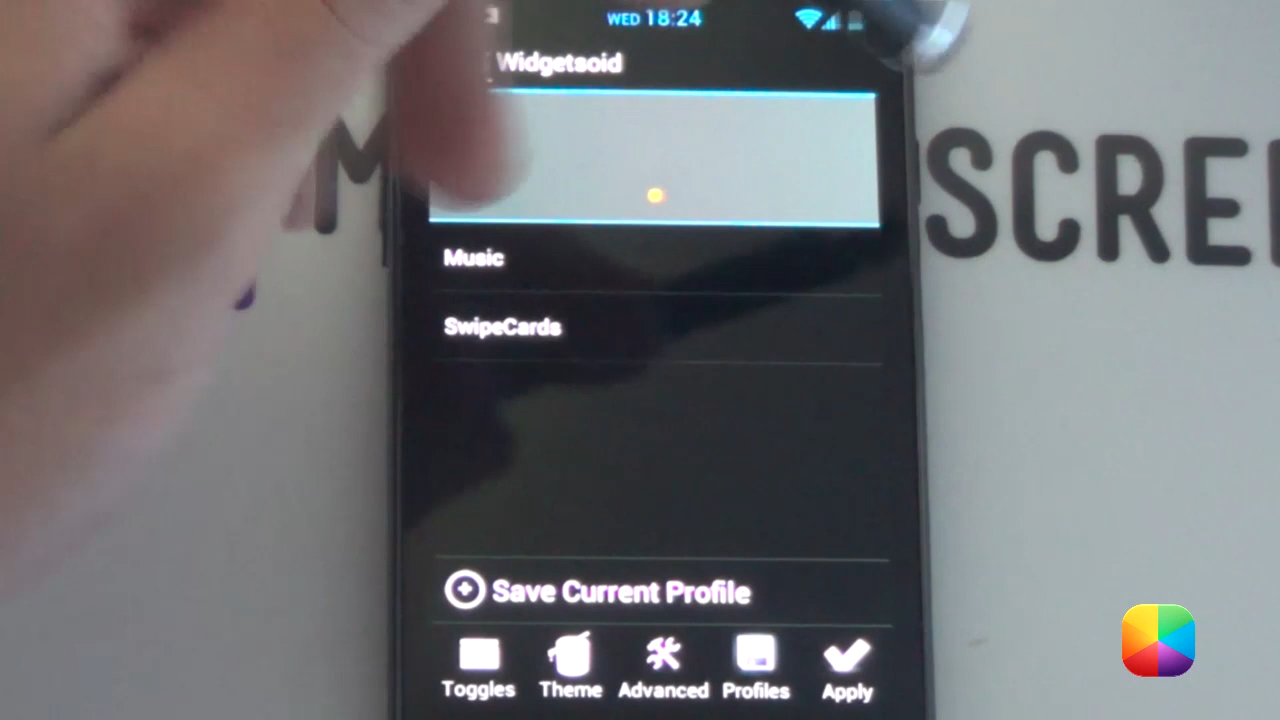 WED 18:24
Widgetsoid
M SCRE
Music
SwipeCards
Save Current Profile
Toggles Theme Advanced Profiles Apply